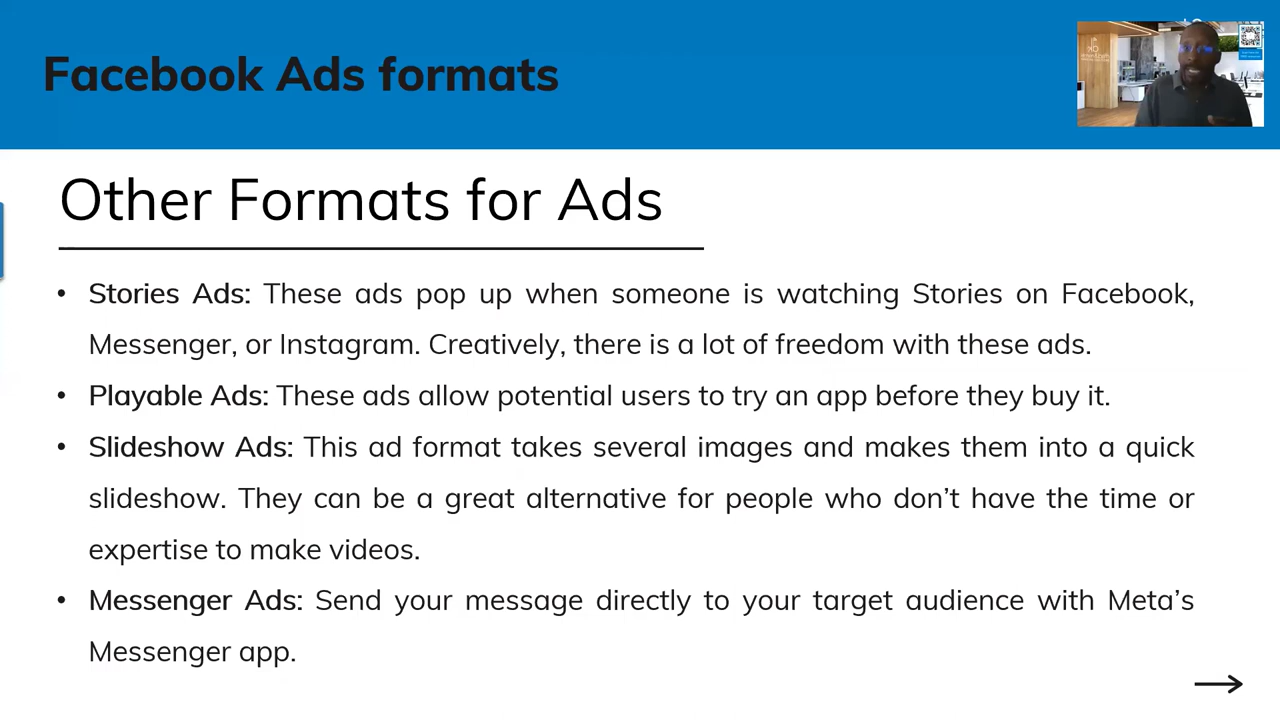 Facebook Ads formats
Other Formats for Ads
• Stories Ads: These ads pop up when someone is watching Stories on Facebook,
Messenger, or Instagram. Creatively, there is a lot of freedom with these ads.
• Playable Ads: These ads allow potential users to try an app before they buy it.
• Slideshow Ads: This ad format takes several images and makes them into a quick
slideshow. They can be a great alternative for people who don’t have the time or
expertise to make videos.
• Messenger Ads: Send your message directly to your target audience with Meta’s
Messenger app.